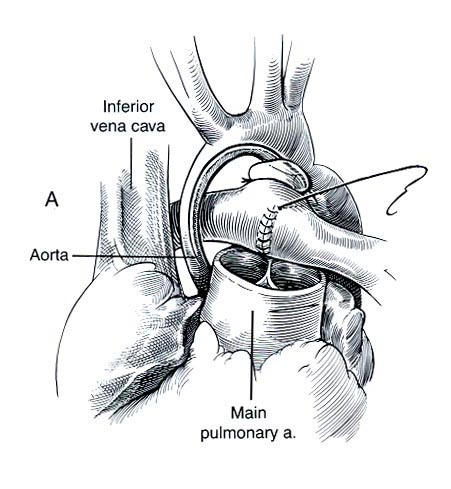 Inferior
vena cava
A
Aorta
Main
pulmonary a.